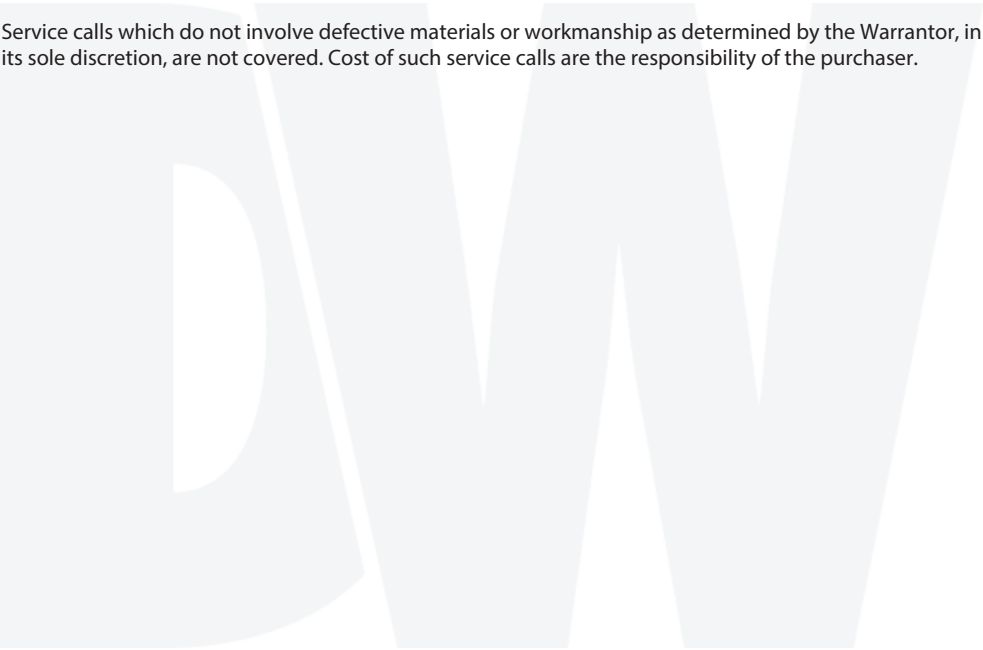 Service calls which do not involve defective materials or workmanship as determined by the Warrantor, in
its sole discretion, are not covered. Cost of such service calls are the responsibility of the purchaser.
DW